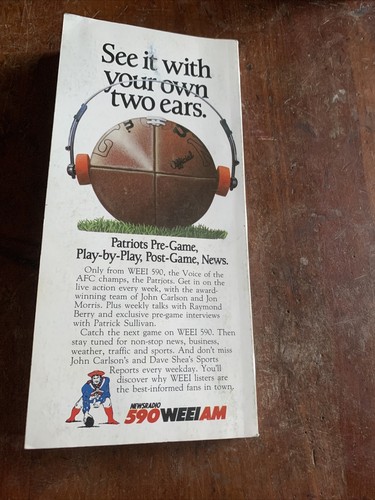 See it with
your own
two ears.
Patriots Pre-Game,
Play-by-Play, Post-Game, News.
Only from WEEI 590, the Voice of the
AFC champs, the Patriots. Get in on the
live action every week, with the award-
winning team of John Carlson and Jon
Morris. Plus weekly talks with Raymond
Berry and exclusive pre-game interviews
with Patrick Sullivan.
Catch the next game on WEEI 590. Then
stay tuned for non-stop news, business,
weather, traffic and sports. And don't miss
John Carlson's and Dave Shea's Sports
Reports every weekday. You'll
discover why WEEI listeners are
the best-informed fans in town.
NEWSRADIO
590 WEEI AM